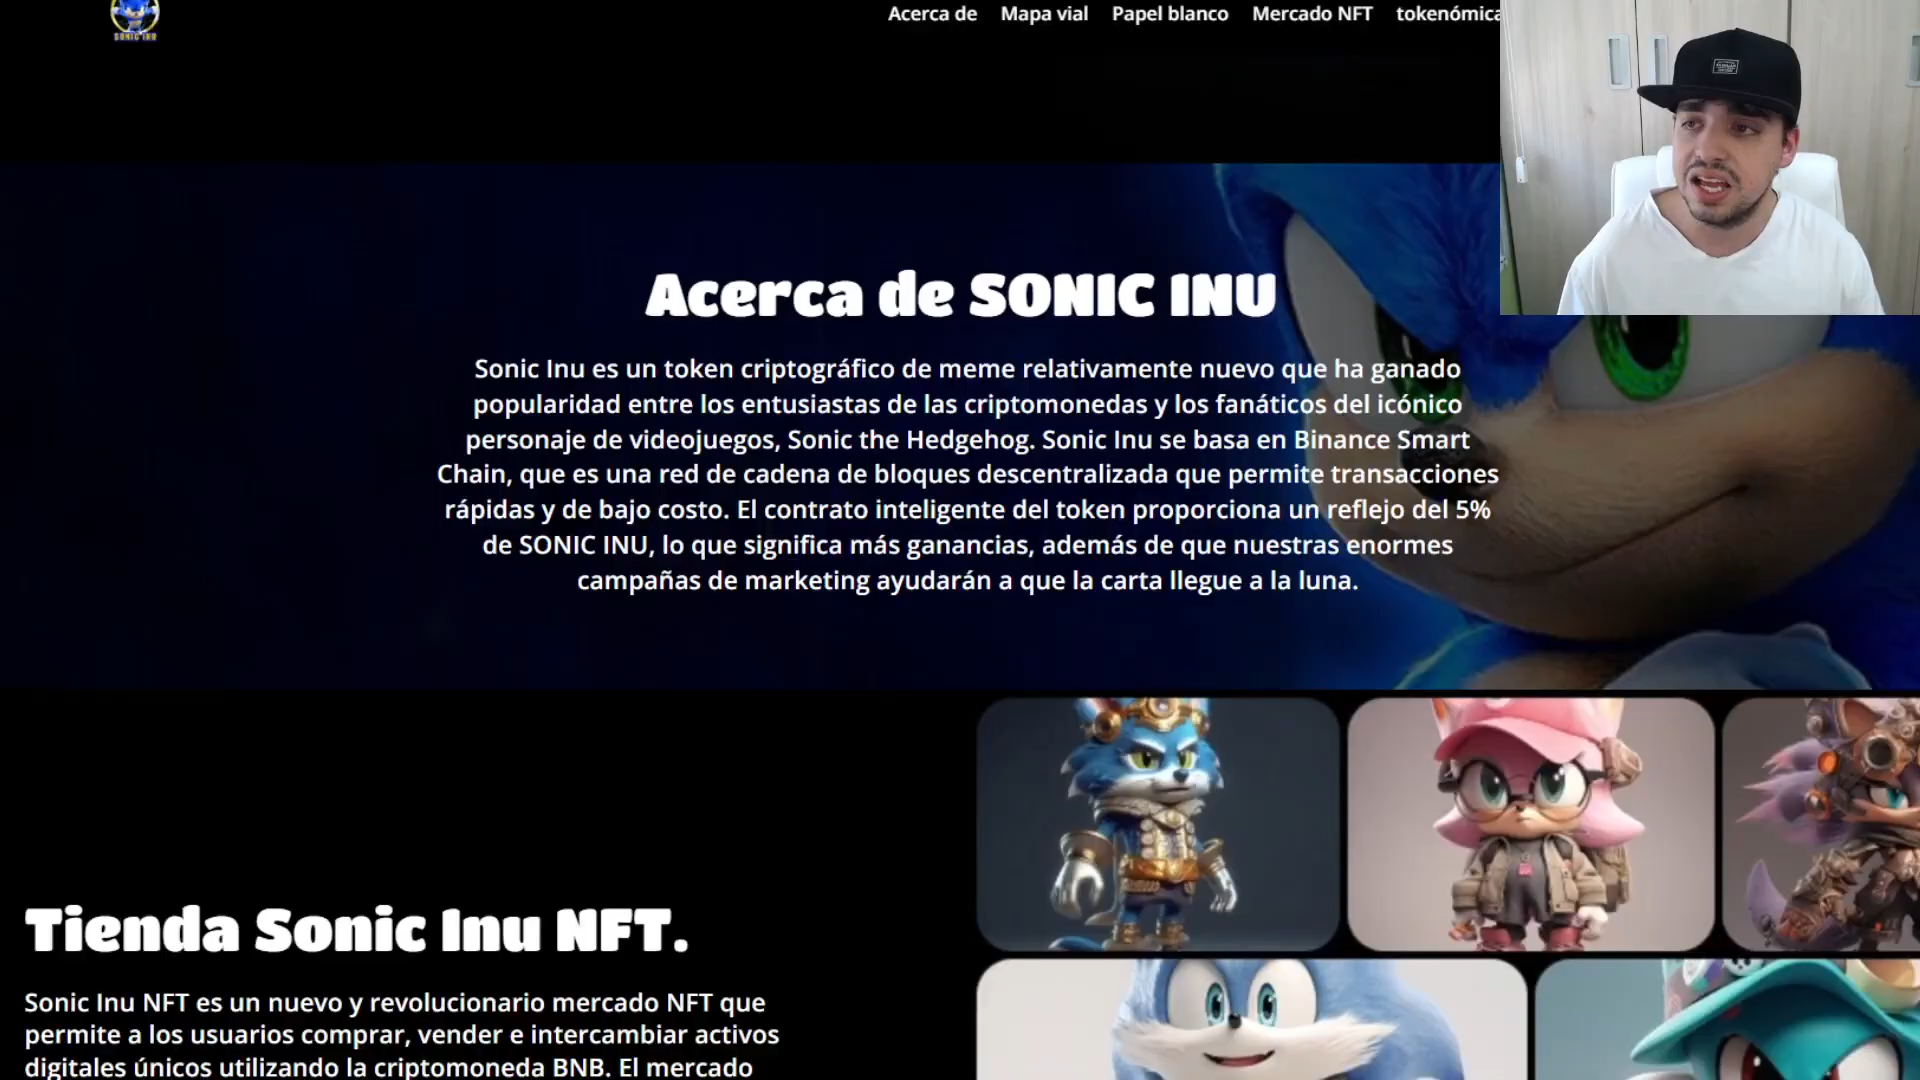 SONIC INU
Acerca de Mapa vial Papel blanco Mercado NFT tokenómica
Acerca de SONIC INU
Sonic Inu es un token criptográfico de meme relativamente nuevo que ha ganado
popularidad entre los entusiastas de las criptomonedas y los fanáticos del icónico
personaje de videojuegos, Sonic the Hedgehog. Sonic Inu se basa en Binance Smart
Chain, que es una red de cadena de bloques descentralizada que permite transacciones
rápidas y de bajo costo. El contrato inteligente del token proporciona un reflejo del 5%
de SONIC INU, lo que significa más ganancias, además de que nuestras enormes
campañas de marketing ayudarán a que la carta llegue a la luna.
Tienda Sonic Inu NFT.
Sonic Inu NFT es un nuevo y revolucionario mercado NFT que
permite a los usuarios comprar, vender e intercambiar activos
digitales únicos utilizando la criptomoneda BNB. El mercado